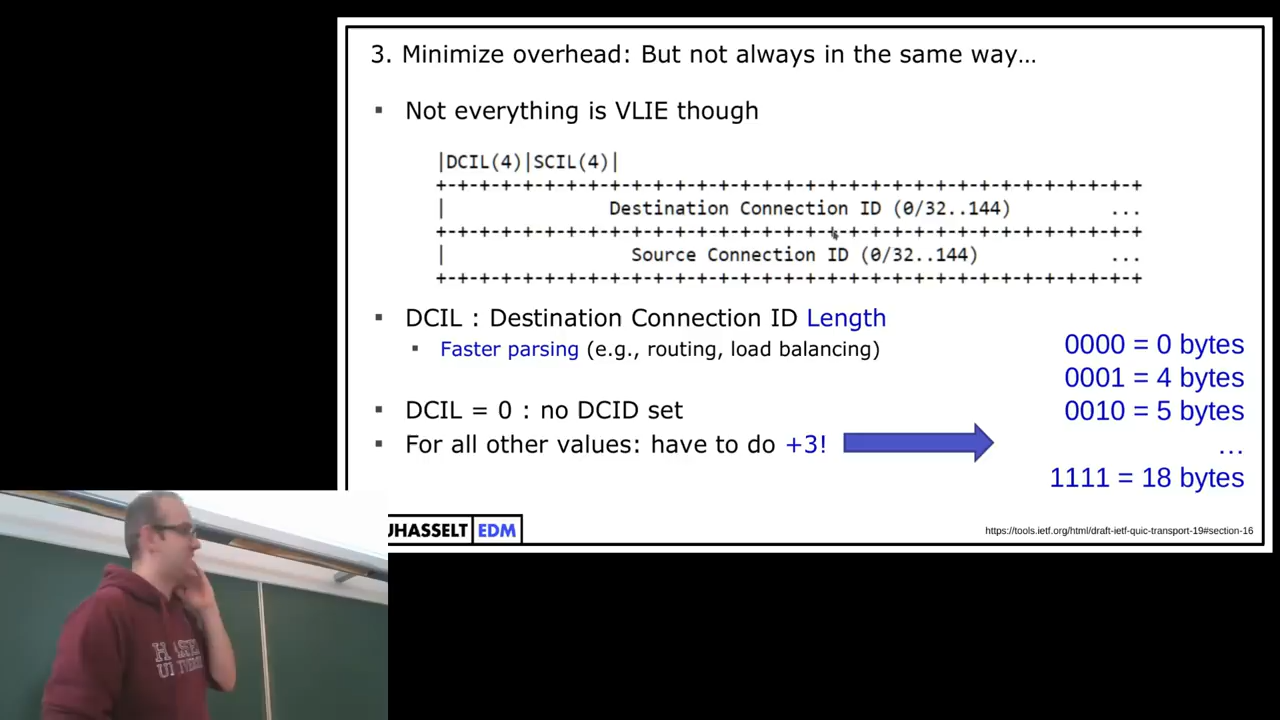 3. Minimize overhead: But not always in the same way…
▪ Not everything is VLIE though
|DCIL(4)|SCIL(4)|
+-+-+-+-+-+-+-+-+-+-+-+-+-+-+-+-+-+-+-+-+-+-+-+-+-+-+-+-+-+-+-+-+
| Destination Connection ID (0/32..144) ...
+-+-+-+-+-+-+-+-+-+-+-+-+-+-+-+-+-+-+-+-+-+-+-+-+-+-+-+-+-+-+-+-+
| Source Connection ID (0/32..144) ...
+-+-+-+-+-+-+-+-+-+-+-+-+-+-+-+-+-+-+-+-+-+-+-+-+-+-+-+-+-+-+-+-+
▪ DCIL : Destination Connection ID Length
▪ Faster parsing (e.g., routing, load balancing)
▪ DCIL = 0 : no DCID set
▪ For all other values: have to do +3!
0000 = 0 bytes
0001 = 4 bytes
0010 = 5 bytes
…
1111 = 18 bytes
UHASSELT EDM
https://tools.ietf.org/html/draft-ietf-quic-transport-19#section-16